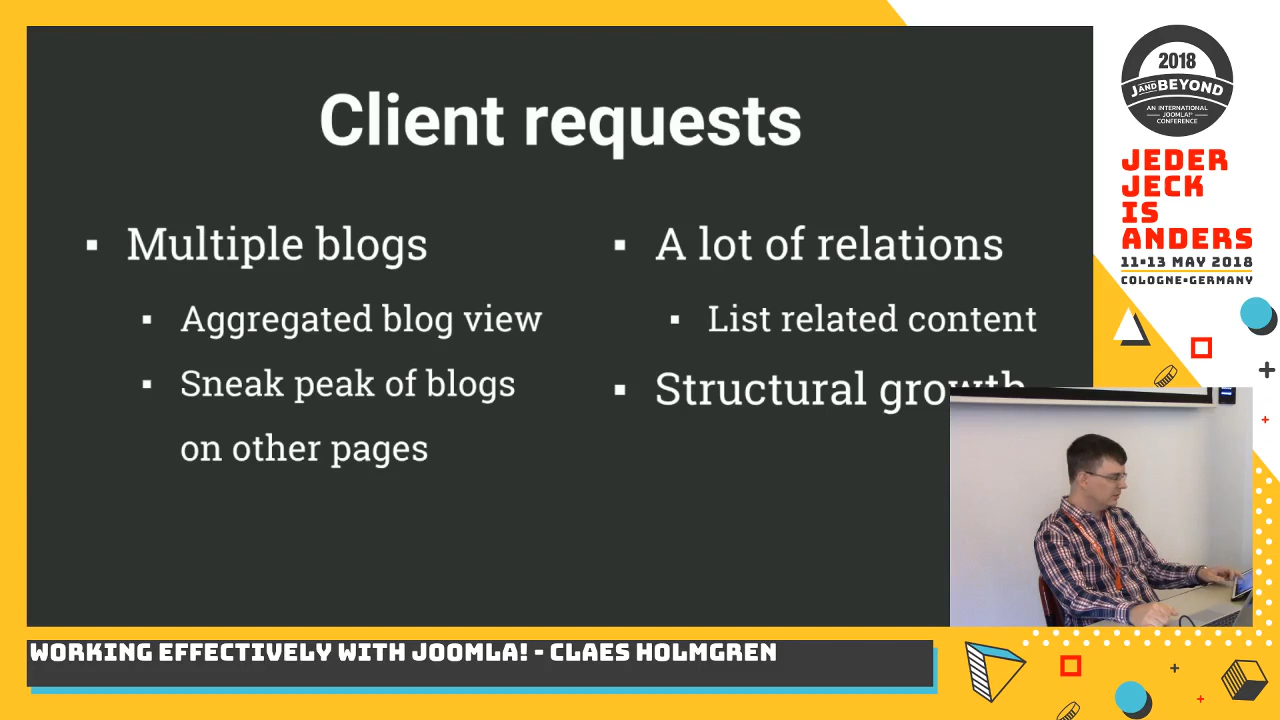 Client requests
▪ Multiple blogs
▪ Aggregated blog view
▪ Sneak peak of blogs
on other pages
▪ A lot of relations
▪ List related content
▪ Structural growth
2018
JANDBEYOND
AN INTERNATIONAL
JOOMLA!®
CONFERENCE
JEDER
JECK
IS
ANDERS
11•13 MAY 2018
COLOGNE•GERMANY
WORKING EFFECTIVELY WITH JOOMLA! - CLAES HOLMGREN